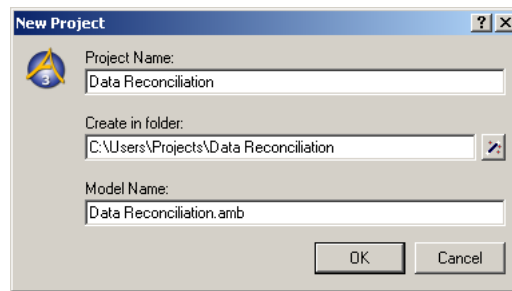 New Project
3
Project Name:
Data Reconciliation
Create in folder:
C:\Users\Projects\Data Reconciliation
Model Name:
Data Reconciliation.amb
OK Cancel